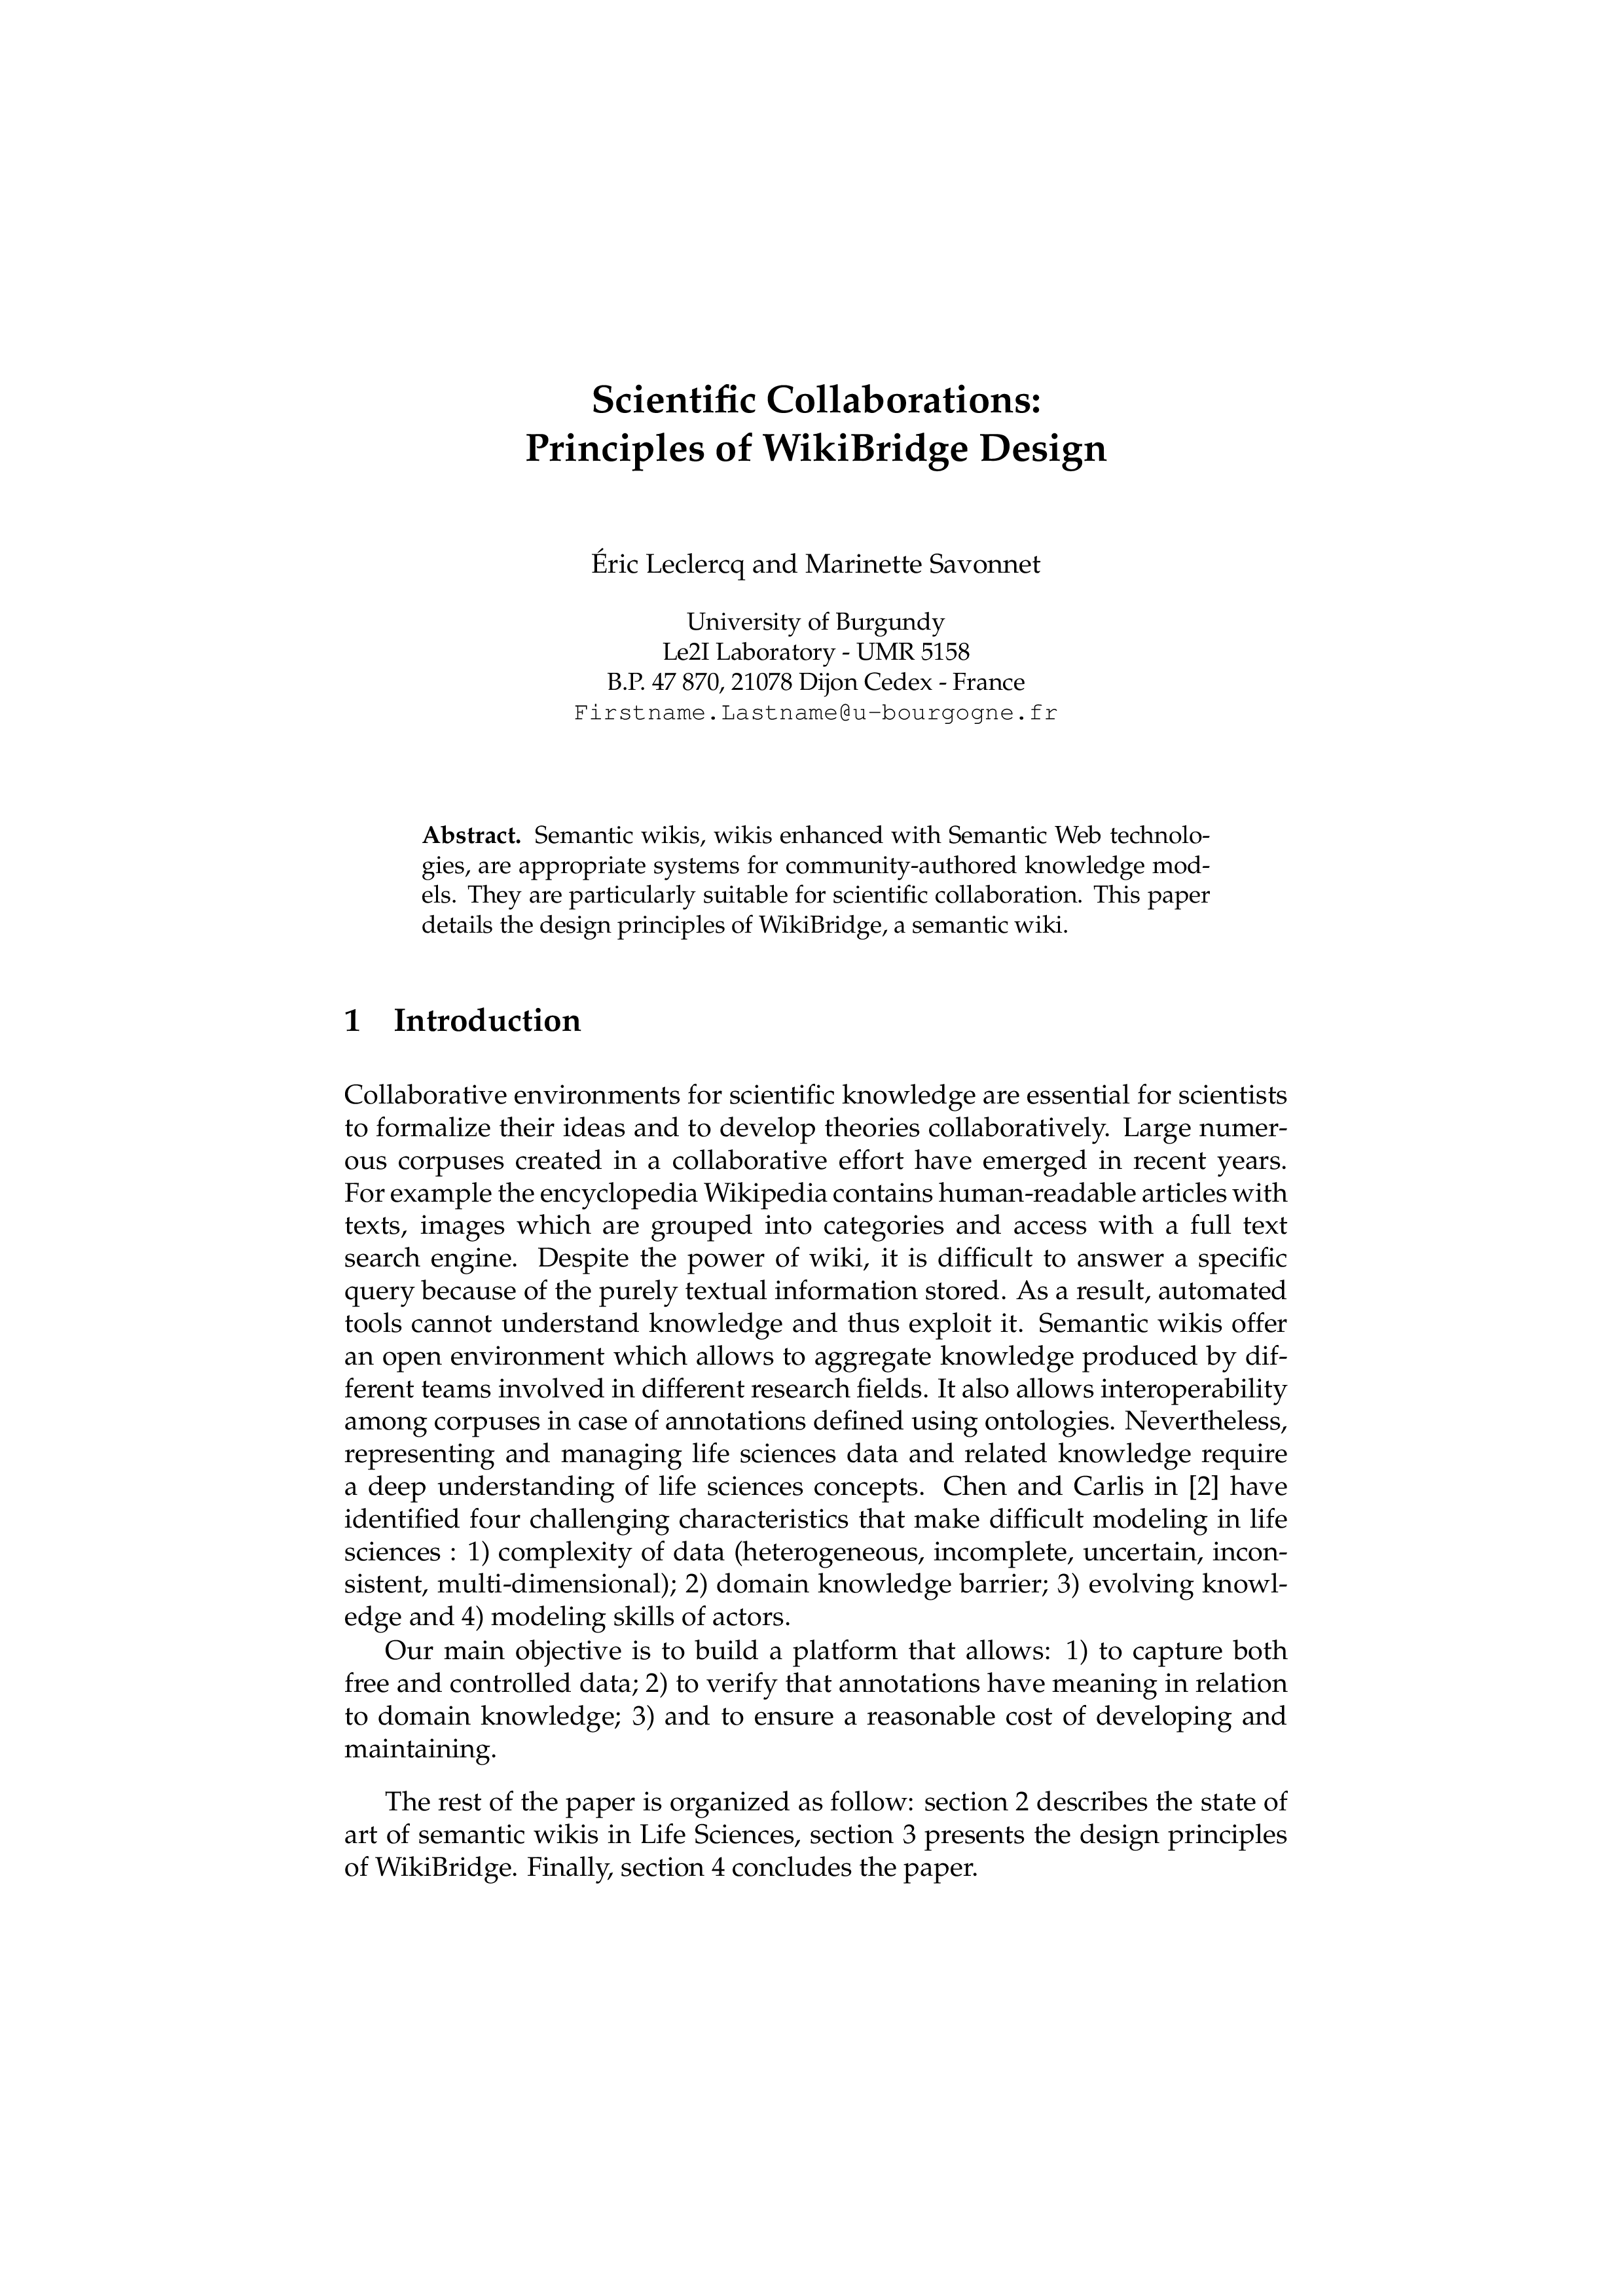 Scientific Collaborations:
Principles of WikiBridge Design
Éric Leclercq and Marinette Savonnet
University of Burgundy
Le2I Laboratory - UMR 5158
B.P. 47 870, 21078 Dijon Cedex - France
Firstname.Lastname@u-bourgogne.fr
Abstract. Semantic wikis, wikis enhanced with Semantic Web technolo-
gies, are appropriate systems for community-authored knowledge mod-
els. They are particularly suitable for scientific collaboration. This paper
details the design principles of WikiBridge, a semantic wiki.
1 Introduction
Collaborative environments for scientific knowledge are essential for scientists
to formalize their ideas and to develop theories collaboratively. Large numer-
ous corpuses created in a collaborative effort have emerged in recent years.
For example the encyclopedia Wikipedia contains human-readable articles with
texts, images which are grouped into categories and access with a full text
search engine. Despite the power of wiki, it is difficult to answer a specific
query because of the purely textual information stored. As a result, automated
tools cannot understand knowledge and thus exploit it. Semantic wikis offer
an open environment which allows to aggregate knowledge produced by dif-
ferent teams involved in different research fields. It also allows interoperability
among corpuses in case of annotations defined using ontologies. Nevertheless,
representing and managing life sciences data and related knowledge require
a deep understanding of life sciences concepts. Chen and Carlis in [2] have
identified four challenging characteristics that make difficult modeling in life
sciences : 1) complexity of data (heterogeneous, incomplete, uncertain, incon-
sistent, multi-dimensional); 2) domain knowledge barrier; 3) evolving knowl-
edge and 4) modeling skills of actors.
Our main objective is to build a platform that allows: 1) to capture both
free and controlled data; 2) to verify that annotations have meaning in relation
to domain knowledge; 3) and to ensure a reasonable cost of developing and
maintaining.
The rest of the paper is organized as follow: section 2 describes the state of
art of semantic wikis in Life Sciences, section 3 presents the design principles
of WikiBridge. Finally, section 4 concludes the paper.